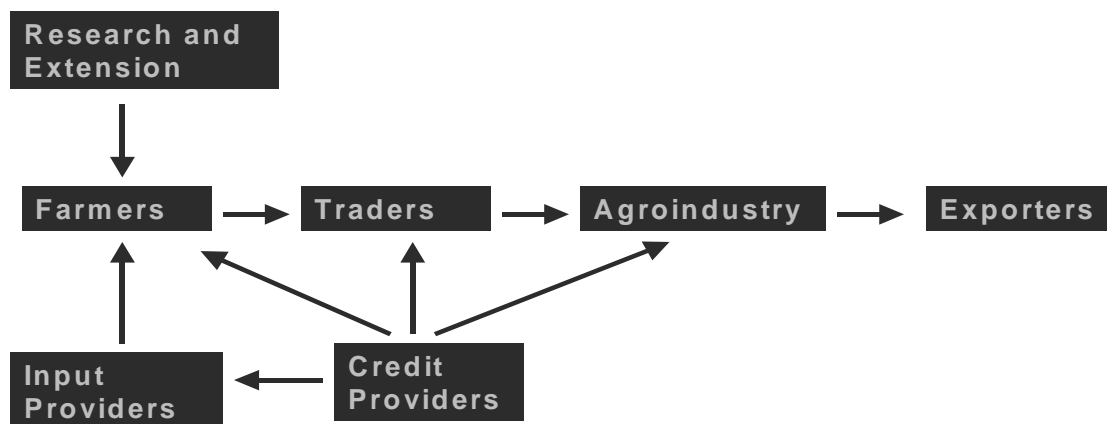 Research and
Extension
Farmers
Traders
Agroindustry
Exporters
Input
Providers
Credit
Providers